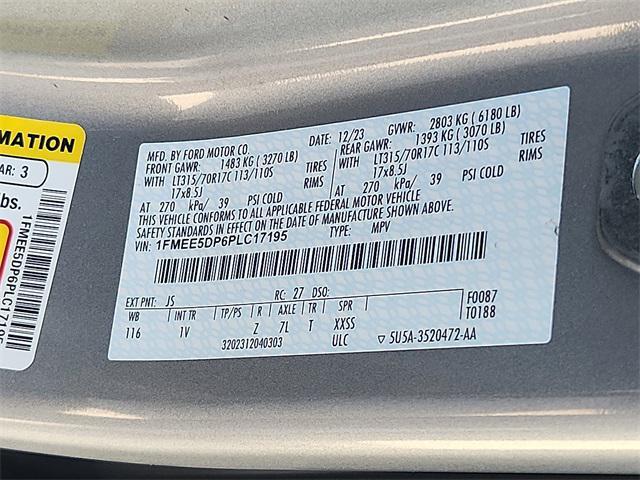 MATION
AR: 3
lbs.
1FMEE5DP6PLC17195
MFD. BY FORD MOTOR CO.
DATE: 12/23
GVWR: 2803 KG ( 6180 LB)
FRONT GAWR: 1483 KG ( 3270 LB)
REAR GAWR: 1393 KG ( 3070 LB)
WITH LT315/70R17C 113/110S TIRES
WITH LT315/70R17C 113/110S TIRES
17x8.5J RIMS
17x8.5J RIMS
AT 270 kPa/ 39 PSI COLD
AT 270 kPa/ 39 PSI COLD
THIS VEHICLE CONFORMS TO ALL APPLICABLE FEDERAL MOTOR VEHICLE
SAFETY STANDARDS IN EFFECT ON THE DATE OF MANUFACTURE SHOWN ABOVE.
VIN: 1FMEE5DP6PLC17195
TYPE: MPV
EXT PNT: JS RC: 27 DSO: F0087
WB INT TR TP/PS R AXLE TR SPR T0188
116 1V Z 7L T XXSS
3202312040303 ULC ▽ 5U5A-3520472-AA